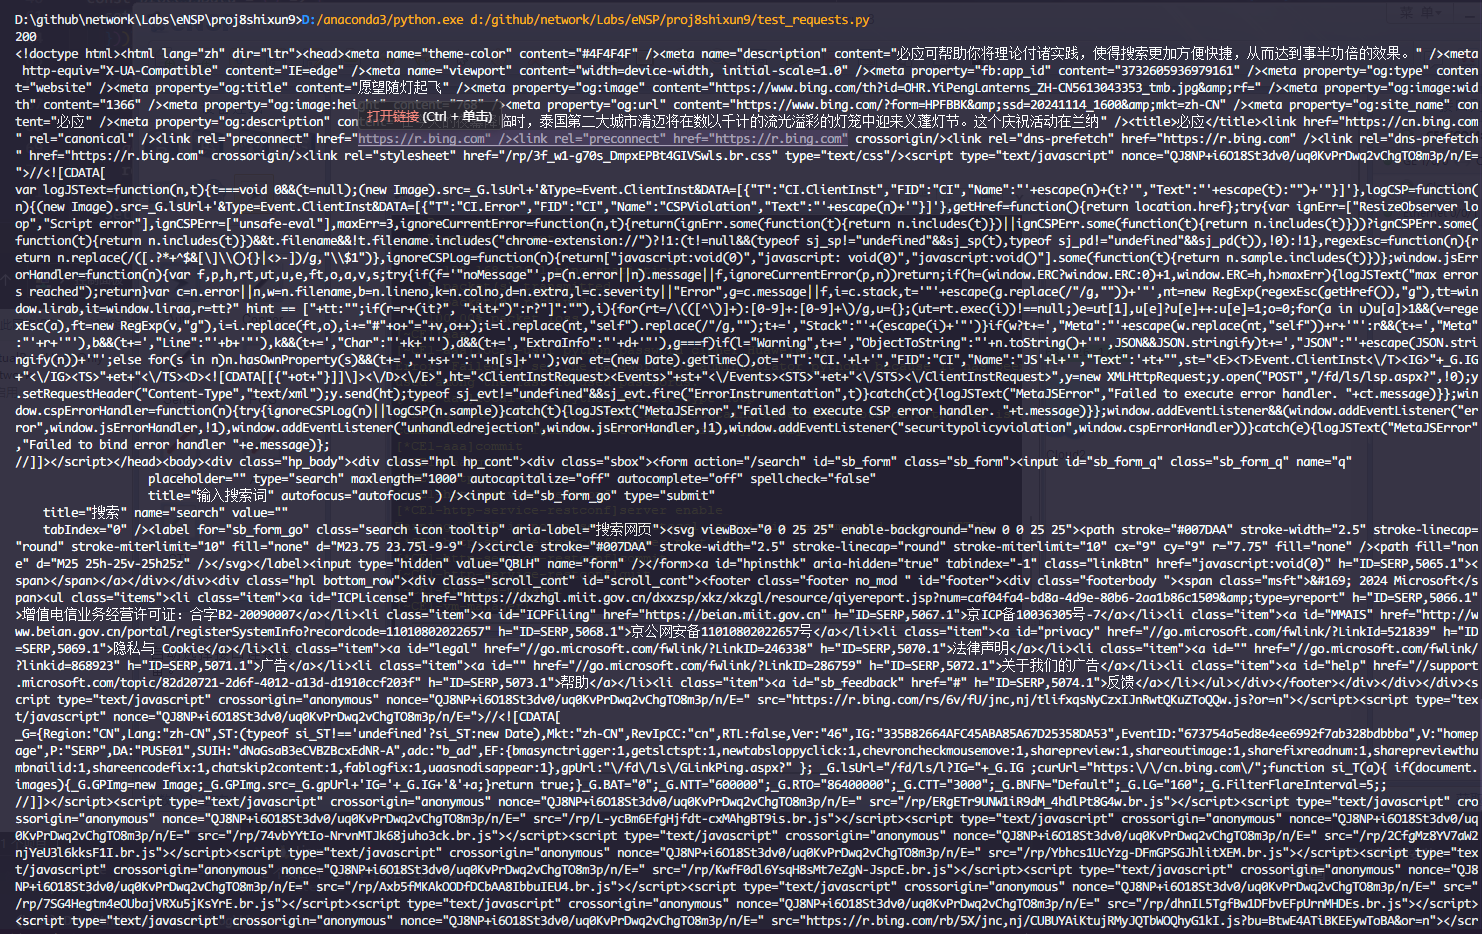 D:\github\network\Labs\eNSP\proj8shixun9>D:/anaconda3/python.exe d:/github/network/Labs/eNSP/proj8shixun9/test_requests.py
200
<!doctype html><html lang="zh" dir="ltr"><head><meta name="theme-color" content="#4F4F4F" /><meta name="description" content="必应可帮助你将理论付诸实践，使得搜索更加方便快捷，从而达到事半功倍的效果。" /><meta
http-equiv="X-UA-Compatible" content="IE=edge" /><meta name="viewport" content="width=device-width, initial-scale=1.0" /><meta property="fb:app_id" content="3732605936979161" /><meta property="og:type" conten
t="website" /><meta property="og:title" content="愿望随灯起飞" /><meta property="og:image" content="https://www.bing.com/th?id=OHR.YiPengLanterns_ZH-CN5613043353_tmb.jpg&amp;rf=" /><meta property="og:image:wid
th" content="1366" /><meta property="og:image:height" content="768" /><meta property="og:url" content="https://www.bing.com/?form=HPFBBK&amp;ssd=20241114_1600&amp;mkt=zh-CN" /><meta property="og:site_name" con
tent="必应" /><meta property="og:description" con 打开链接 (Ctrl + 单击) 临时，泰国第二大城市清迈将在数以千计的流光溢彩的灯笼中迎来义蓬灯节。这个庆祝活动在兰纳 " /><title>必应</title><link href="https://cn.bing.com
" rel="canonical" /><link rel="preconnect" href="https://r.bing.com" /><link rel="preconnect" href="https://r.bing.com" crossorigin/><link rel="dns-prefetch" href="https://r.bing.com" /><link rel="dns-prefetch
" href="https://r.bing.com" crossorigin/><link rel="stylesheet" href="/rp/3f_w1-g70s_DmpxEPBt4GIVSwls.br.css" type="text/css"/><script type="text/javascript" nonce="QJ8NP+i6O18St3dv0/uq0KvPrDwq2vChgTO8m3p/n/E=
">//<![CDATA[
var logJSText=function(n,t){t===void 0&&(t=null);(new Image).src=_G.lsUrl+'&Type=Event.ClientInst&DATA=[{"T":"CI.ClientInst","FID":"CI","Name":"'+escape(n)+(t?'","Text":"'+escape(t):"")+'"}]'},logCSP=function(
n){(new Image).src=_G.lsUrl+'&Type=Event.ClientInst&DATA=[{"T":"CI.Error","FID":"CI","Name":"CSPViolation","Text":"'+escape(n)+'"}]'},getHref=function(){return location.href};try{var ignErr=["ResizeObserver lo
op","Script error"],ignCSPErr=["unsafe-eval"],maxErr=3,ignoreCurrentError=function(n,t){return(ignErr.some(function(t){return n.includes(t)})||ignCSPErr.some(function(t){return n.includes(t)}))?ignCSPErr.some(
function(t){return n.includes(t)})&&t.filename&&!t.filename.includes("chrome-extension://")?!1:(t!=null&&(typeof sj_sp!="undefined"&&sj_sp(t),typeof sj_pd!="undefined"&&sj_pd(t)),!0):!1},regexEsc=function(n){
return n.replace(/([.?*+^$&[\]\\(){}|<>-])/g,"\\$1")},ignoreCSPLog=function(n){return["javascript:void(0)","javascript: void(0)","javascript:void()"].some(function(t){return n.sample.includes(t)})};window.jsErr
orHandler=function(n){var f,p,h,rt,ut,u,e,ft,o,a,v,s;try{if(f='"noMessage"',p=(n.error||n).message||f,ignoreCurrentError(p,n))return;if(h=(window.ERC?window.ERC:0)+1,window.ERC=h,h>maxErr){logJSText("max error
s reached");return}var c=n.error||n,w=n.filename,b=n.lineno,k=n.colno,d=n.extra,l=c.severity||"Error",g=c.message||f,i=c.stack,t='"'+escape(g.replace(/"/g,""))+'"',nt=new RegExp(regexEsc(getHref()),"g"),tt=win
dow.lirab,it=window.liraa,r=tt?' hint == ["+tt:"";if(r=r+(it?' "+it+")":r?"]":""),i){for(rt=/\(([^\)]+):[0-9]+:[0-9]+\)/g,u={};(ut=rt.exec(i))!==null;)e=ut[1],u[e]?u[e]++:u[e]=1;o=0;for(a in u)u[a]>1&&(v=rege
xEsc(a),ft=new RegExp(v,"g"),i=i.replace(ft,o),i+="#"+o+"="+v,o++);i=i.replace(nt,"self").replace(/"/g,"");t+=',"Stack":"'+(escape(i)+'"')}if(w?t+=',"Meta":"'+escape(w.replace(nt,"self"))+r+'"':r&&(t+=',"Meta"
:"'+r+'"'),b&&(t+=',"Line":"'+b+'"'),k&&(t+=',"Char":"'+k+'"'),d&&(t+=',"ExtraInfo":"'+d+'"'),g===f)if(l="Warning",t+=',"ObjectToString":"'+n.toString()+'"',JSON&&JSON.stringify)t+=',"JSON":"'+escape(JSON.stri
ngify(n))+'"';else for(s in n)n.hasOwnProperty(s)&&(t+=',"'+s+'":"'+n[s]+'"');var et=(new Date).getTime(),ot='"T":"CI.'+l+'","FID":"CI","Name":"JS'+l+'","Text":'+t+"",st="<E><T>Event.ClientInst<\/T><IG>"+_G.IG
+"<\/IG><TS>"+et+"<\/TS><D><![CDATA[[{"+ot+"}]]\]><\/D><\/E>",ht="<ClientInstRequest><Events>"+st+"<\/Events><STS>"+et+"<\/STS><\/ClientInstRequest>",y=new XMLHttpRequest;y.open("POST","/fd/ls/lsp.aspx?",!0);y
.setRequestHeader("Content-Type","text/xml");y.send(ht);typeof sj_evt!="undefined"&&sj_evt.fire("ErrorInstrumentation",t)}catch(ct){logJSText("MetaJSError","Failed to execute error handler. "+ct.message)}};win
dow.cspErrorHandler=function(n){try{ignoreCSPLog(n)||logCSP(n.sample)}catch(t){logJSText("MetaJSError","Failed to execute CSP error handler. "+t.message)}};window.addEventListener&&(window.addEventListener("er
ror",window.jsErrorHandler,!1),window.addEventListener("unhandledrejection",window.jsErrorHandler,!1),window.addEventListener("securitypolicyviolation",window.cspErrorHandler))}catch(e){logJSText("MetaJSError"
,"Failed to bind error handler "+e.message)};
//]]></script></head><body><div class="hp_body"><div class="hpl hp_cont"><div class="sbox"><form action="/search" id="sb_form" class="sb_form"><input id="sb_form_q" class="sb_form_q" name="q"
placeholder="" type="search" maxlength="1000" autocapitalize="off" autocomplete="off" spellcheck="false"
title="输入搜索词" autofocus="autofocus" ) /><input id="sb_form_go" type="submit"
title="搜索" name="search" value=""
tabIndex="0" /><label for="sb_form_go" class="search icon tooltip" aria-label="搜索网页"><svg viewBox="0 0 25 25" enable-background="new 0 0 25 25"><path stroke="#007DAA" stroke-width="2.5" stroke-linecap=
"round" stroke-miterlimit="10" fill="none" d="M23.75 23.75l-9-9" /><circle stroke="#007DAA" stroke-width="2.5" stroke-linecap="round" stroke-miterlimit="10" cx="9" cy="9" r="7.75" fill="none" /><path fill="non
e" d="M25 25h-25v-25h25z" /></svg></label><input type="hidden" value="QBLH" name="form" /></form><a id="hpinsthk" aria-hidden="true" tabindex="-1" class="linkBtn" href="javascript:void(0)" h="ID=SERP,5065.1"><
span></span></a></div></div><div class="hpl bottom_row"><div class="scroll_cont" id="scroll_cont"><footer class="footer no_mod " id="footer"><div class="footerbody "><span class="msft">&#169; 2024 Microsoft</s
pan><ul class="items"><li class="item"><a id="ICPLicense" href="https://dxzhgl.miit.gov.cn/dxxzsp/xkz/xkzgl/resource/qiyereport.jsp?num=caf04fa4-bd8a-4d9e-80b6-2aa1b86c1509&amp;type=yreport" h="ID=SERP,5066.1"
>增值电信业务经营许可证：合字B2-20090007</a></li><li class="item"><a id="ICPFiling" href="https://beian.miit.gov.cn" h="ID=SERP,5067.1">京ICP备10036305号-7</a></li><li class="item"><a id="MMAIS" href="http://w
ww.beian.gov.cn/portal/registerSystemInfo?recordcode=11010802022657" h="ID=SERP,5068.1">京公网安备11010802022657号</a></li><li class="item"><a id="privacy" href="//go.microsoft.com/fwlink/?LinkId=521839" h="ID
=SERP,5069.1">隐私与 Cookie</a></li><li class="item"><a id="legal" href="//go.microsoft.com/fwlink/?LinkID=246338" h="ID=SERP,5070.1">法律声明</a></li><li class="item"><a id="" href="//go.microsoft.com/fwlink/
?linkid=868923" h="ID=SERP,5071.1">广告</a></li><li class="item"><a id="" href="//go.microsoft.com/fwlink/?LinkID=286759" h="ID=SERP,5072.1">关于我们的广告</a></li><li class="item"><a id="help" href="//support
.microsoft.com/topic/82d20721-2d6f-4012-a13d-d1910ccf203f" h="ID=SERP,5073.1">帮助</a></li><li class="item"><a id="sb_feedback" href="#" h="ID=SERP,5074.1">反馈</a></li></ul></div></footer></div></div></div><s
cript type="text/javascript" nonce="QJ8NP+i6O18St3dv0/uq0KvPrDwq2vChgTO8m3p/n/E=" src="https://r.bing.com/rs/6v/fU/jnc,nj/tlifxqsNyCzxIJnRwtQKuZToQQw.js?or=n"></script><script type="te
xt/javascript" nonce="QJ8NP+i6O18St3dv0/uq0KvPrDwq2vChgTO8m3p/n/E=">//<![CDATA[
_G={Region:"CN",Lang:"zh-CN",ST:(typeof si_ST!=='undefined'?si_ST:new Date),Mkt:"zh-CN",RevIpCC:"cn",RTL:false,Ver:"46",IG:"335B82664AFC45ABA85A67D25358DA53",EventID:"673754a5ed8e4ee6992f7ab328bdbbba",V:"homep
age",P:"SERP",DA:"PUSE01",SUIH:"dNaGsaB3eCVBZBcxEdNR-A",adc:"b_ad",EF:{bmasynctrigger:1,getslctspt:1,newtabsloppyclick:1,chevroncheckmousemove:1,sharepreview:1,shareoutimage:1,sharefixreadnum:1,sharepreviewthu
mbnailid:1,shareencodefix:1,chatskip2content:1,fablogfix:1,uaasnodisappear:1},gpUrl:"\/fd\/ls\/GLinkPing.aspx?" }; _G.lsUrl="/fd/ls/l?IG="+_G.IG ;curUrl="https:\/\/cn.bing.com\/";function si_T(a){ if(document.
images){_G.GPImg=new Image;_G.GPImg.src=_G.gpUrl+'IG='+_G.IG+'&'+a;}return true;}_G.BAT="0";_G.NTT="600000";_G.RTO="86400000";_G.CTT="3000";_G.BNFN="Default";_G.LG="160";_G.FilterFlareInterval=5;;
//]]></script><script type="text/javascript" crossorigin="anonymous" nonce="QJ8NP+i6O18St3dv0/uq0KvPrDwq2vChgTO8m3p/n/E=" src="/rp/ERgETr9UNW1iR9dM_4hdlPt8G4w.br.js"></script><script type="text/javascript" cro
ssorigin="anonymous" nonce="QJ8NP+i6O18St3dv0/uq0KvPrDwq2vChgTO8m3p/n/E=" src="/rp/L-ycBm6EfgHjfdt-cxMAhgBT9is.br.js"></script><script type="text/javascript" crossorigin="anonymous" nonce="QJ8NP+i6O18St3dv0/uq
0KvPrDwq2vChgTO8m3p/n/E=" src="/rp/74vbYYtIo-NrvnMTJk68juho3ck.br.js"></script><script type="text/javascript" crossorigin="anonymous" nonce="QJ8NP+i6O18St3dv0/uq0KvPrDwq2vChgTO8m3p/n/E=" src="/rp/2CfgMz8YV7aW2
njYeU3l6kksF1I.br.js"></script><script type="text/javascript" crossorigin="anonymous" nonce="QJ8NP+i6O18St3dv0/uq0KvPrDwq2vChgTO8m3p/n/E=" src="/rp/Ybhcs1UcYzg-DFmGPSGJhlitXEM.br.js"></script><script type="tex
t/javascript" crossorigin="anonymous" nonce="QJ8NP+i6O18St3dv0/uq0KvPrDwq2vChgTO8m3p/n/E=" src="/rp/KwfF0dl6YsqH8sMt7eZgN-JspcE.br.js"></script><script type="text/javascript" crossorigin="anonymous" nonce="QJ8
NP+i6O18St3dv0/uq0KvPrDwq2vChgTO8m3p/n/E=" src="/rp/Axb5fMKAkOODfDCbAA8IbbuIEU4.br.js"></script><script type="text/javascript" crossorigin="anonymous" nonce="QJ8NP+i6O18St3dv0/uq0KvPrDwq2vChgTO8m3p/n/E=" src="
/rp/7SG4Hegtm4eOUbajVRXu5jKsYrE.br.js"></script><script type="text/javascript" crossorigin="anonymous" nonce="QJ8NP+i6O18St3dv0/uq0KvPrDwq2vChgTO8m3p/n/E=" src="/rp/dhnIL5TgfBw1DFbvEFpUrnMHDEs.br.js"></script>
<script type="text/javascript" crossorigin="anonymous" nonce="QJ8NP+i6O18St3dv0/uq0KvPrDwq2vChgTO8m3p/n/E=" src="https://r.bing.com/rb/5X/jnc,nj/CUBUYAiKtujRMyJQTbWOQhyG1kI.js?bu=BtwE4ATiBKEEywToBA&or=n"></scr